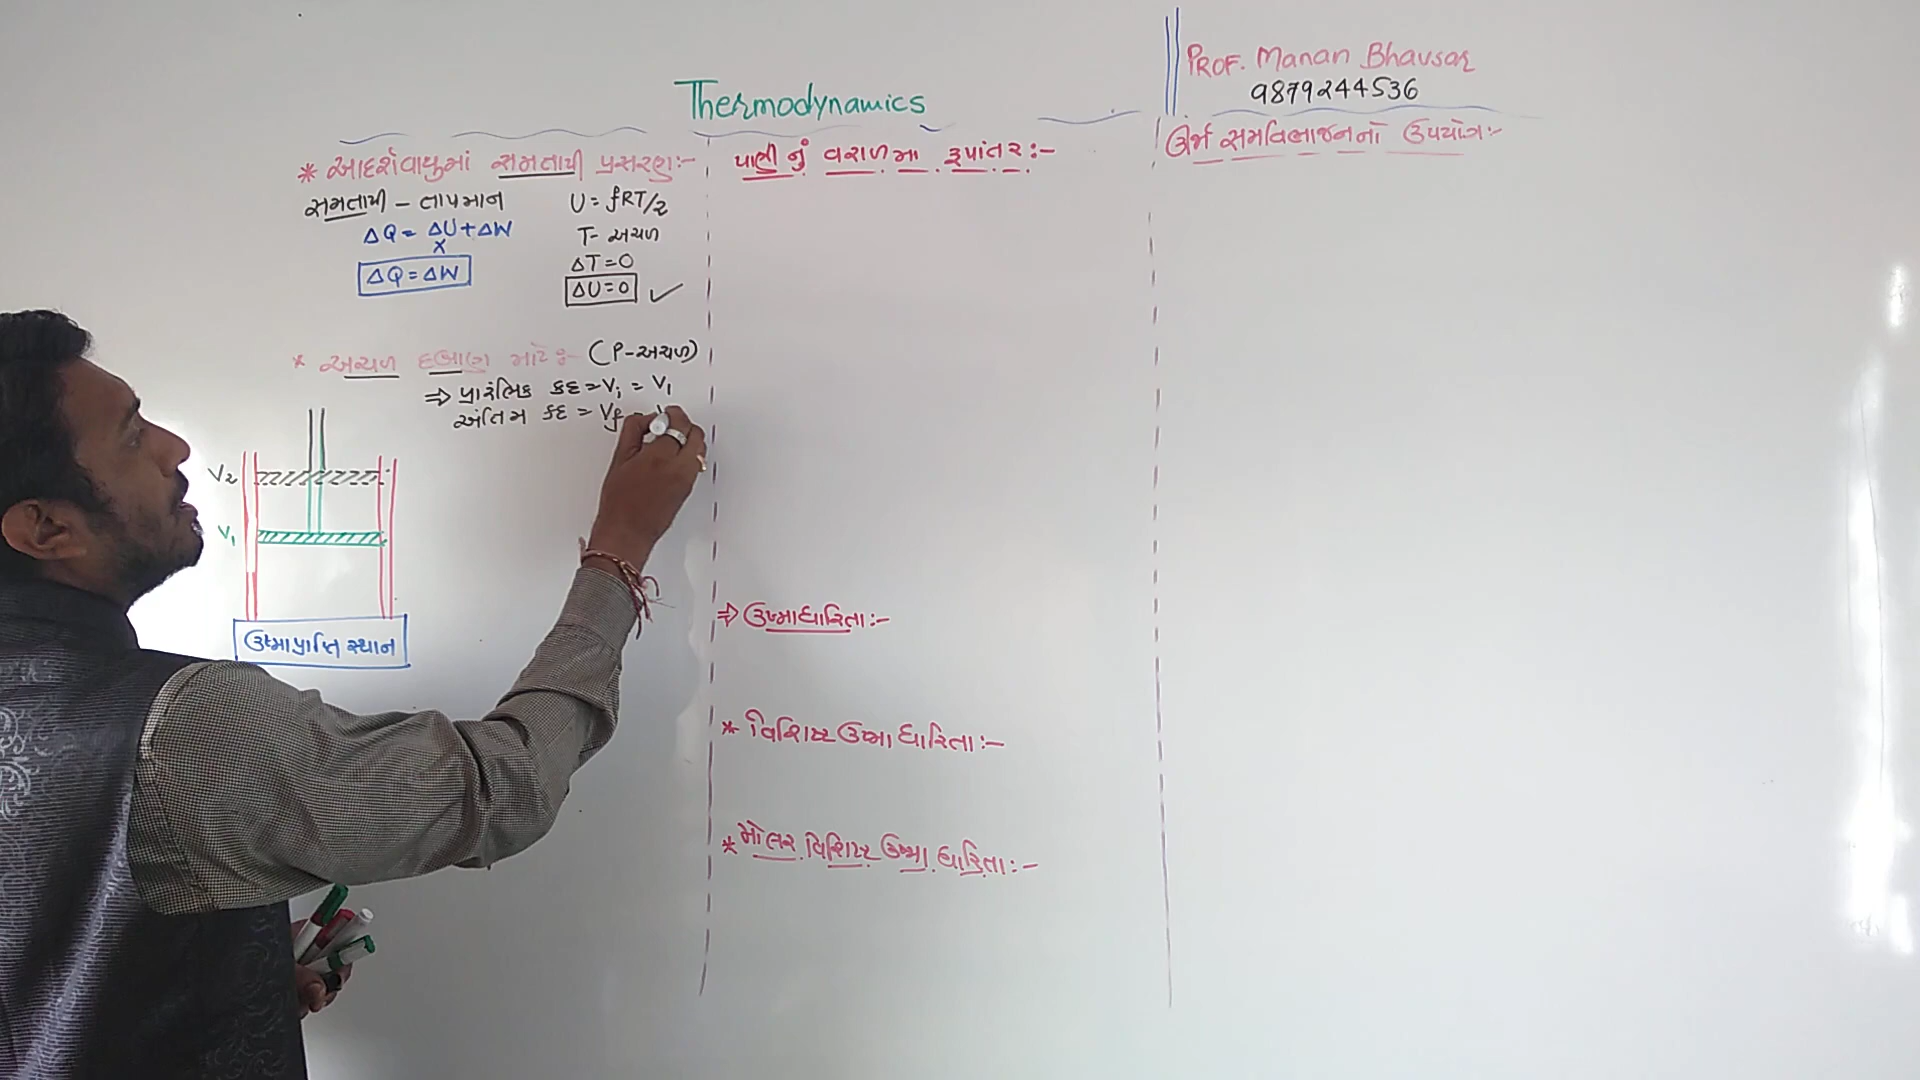 Thermodynamics
PROF. Manan Bhavsar
9879244536
* આદર્શવાયુમાં સમતાપી પ્રસરણ:-
સમતાપી - તાપમાન
ΔQ = ΔU+ΔW
x
ΔQ=ΔW
U = fRT/2
T- અચળ
ΔT=0
ΔU=0 ✓
* અચળ દબાણ માટે:- (P-અચળ)
⇒ પ્રારંભિક કદ = Vi = V1
અંતિમ કદ = Vf =
V2
V1
ઉષ્માપ્રાપ્તિ સ્થાન
પાણી નું વરાળમા રૂપાંતર:-
⇒ ઉષ્માધારિતા:-
* વિશિષ્ટ ઉષ્મા ધારિતા:-
* મોલર વિશિષ્ટ ઉષ્મા ધારિતા:-
ઊર્જા સમવિભાજનનો ઉપયોગ:-